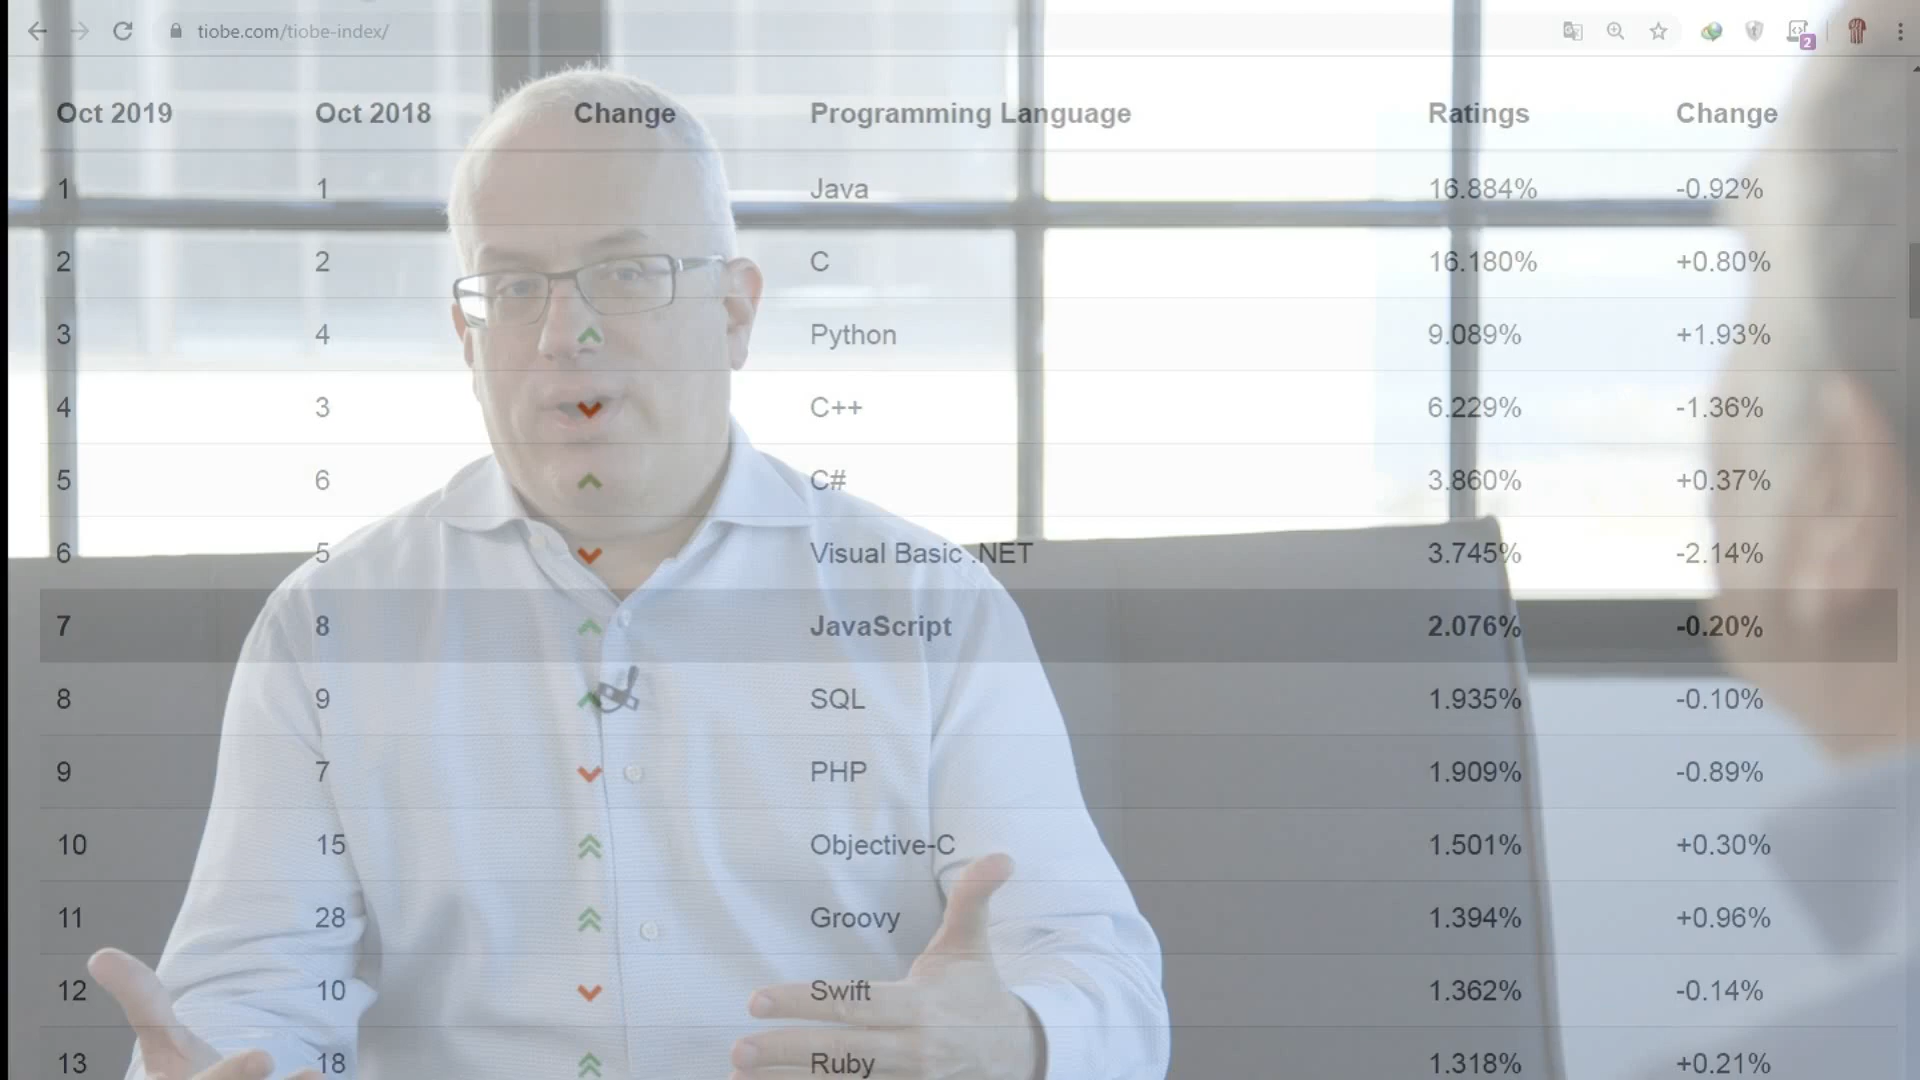 tiobe.com/tiobe-index/
2
Oct 2019 Oct 2018 Change Programming Language Ratings Change
1 1 Java 16.884% -0.92%
2 2 C 16.180% +0.80%
3 4 Python 9.089% +1.93%
4 3 C++ 6.229% -1.36%
5 6 C# 3.860% +0.37%
6 5 Visual Basic .NET 3.745% -2.14%
7 8 JavaScript 2.076% -0.20%
8 9 SQL 1.935% -0.10%
9 7 PHP 1.909% -0.89%
10 15 Objective-C 1.501% +0.30%
11 28 Groovy 1.394% +0.96%
12 10 Swift 1.362% -0.14%
13 18 Ruby 1.318% +0.21%